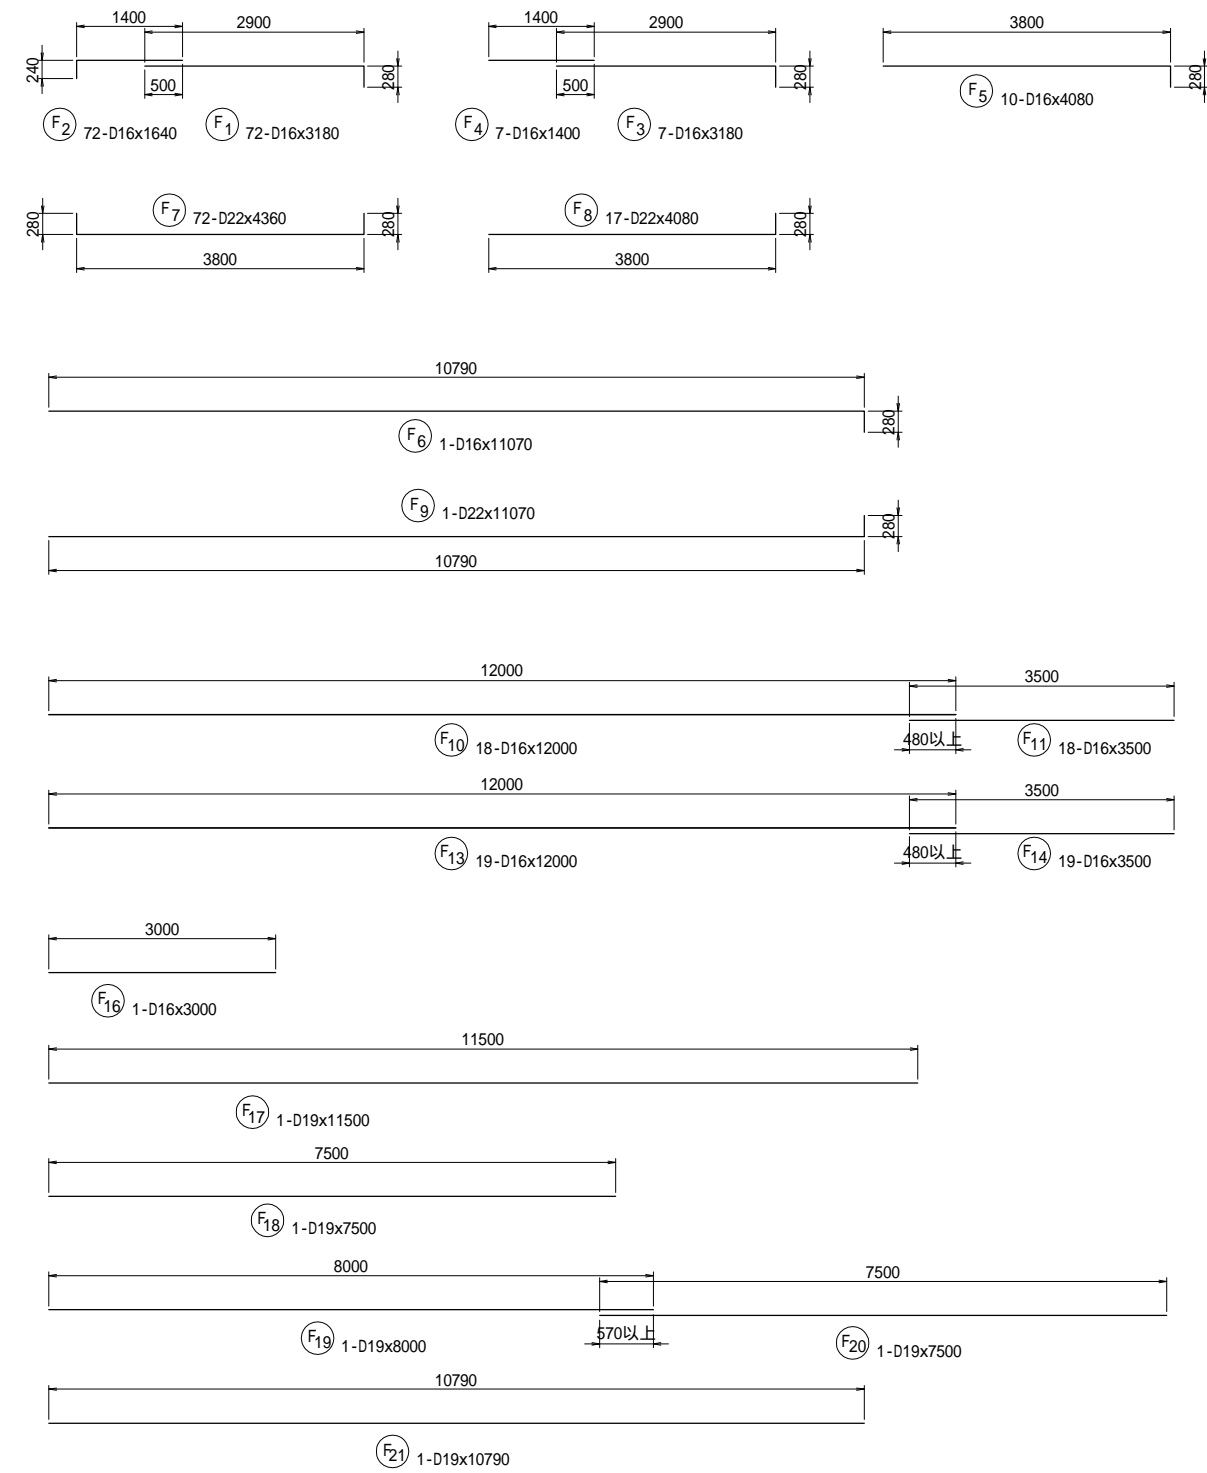 1400
2900
240
500
280
F2 72-D16x1640
F1 72-D16x3180
1400
2900
500
280
F4 7-D16x1400
F3 7-D16x3180
3800
280
F5 10-D16x4080
280
F7 72-D22x4360
280
3800
F8 17-D22x4080
280
3800
10790
280
F6 1-D16x11070
F9 1-D22x11070
280
10790
12000
3500
F10 18-D16x12000
480以上
F11 18-D16x3500
12000
3500
F13 19-D16x12000
480以上
F14 19-D16x3500
3000
F16 1-D16x3000
11500
F17 1-D19x11500
7500
F18 1-D19x7500
8000
7500
F19 1-D19x8000
570以上
F20 1-D19x7500
10790
F21 1-D19x10790